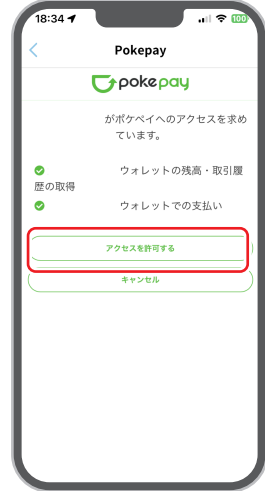 18:34
100
Pokepay
pokepay
がポケペイへのアクセスを求め
ています。
ウォレットの残高・取引履
歴の取得
ウォレットでの支払い
アクセスを許可する
キャンセル